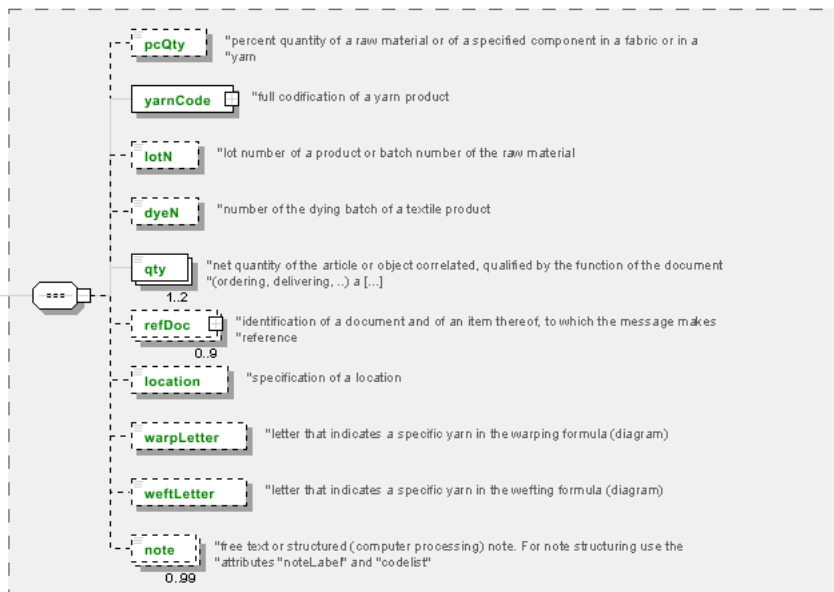 pcQty
"percent quantity of a raw material or of a specified component in a fabric or in a
"yarn
yarnCode
"full codification of a yarn product
lotN
"lot number of a product or batch number of the raw material
dyeN
"number of the dying batch of a textile product
qty
"net quantity of the article or object correlated, qualified by the function of the document
"(ordering, delivering, ..) a [...]
1..2
refDoc
"identification of a document and of an item thereof, to which the message makes
"reference
0..9
location
"specification of a location
warpLetter
"letter that indicates a specific yarn in the warping formula (diagram)
weftLetter
"letter that indicates a specific yarn in the wefting formula (diagram)
note
"free text or structured (computer processing) note. For note structuring use the
"attributes "noteLabel" and "codelist"
0..99